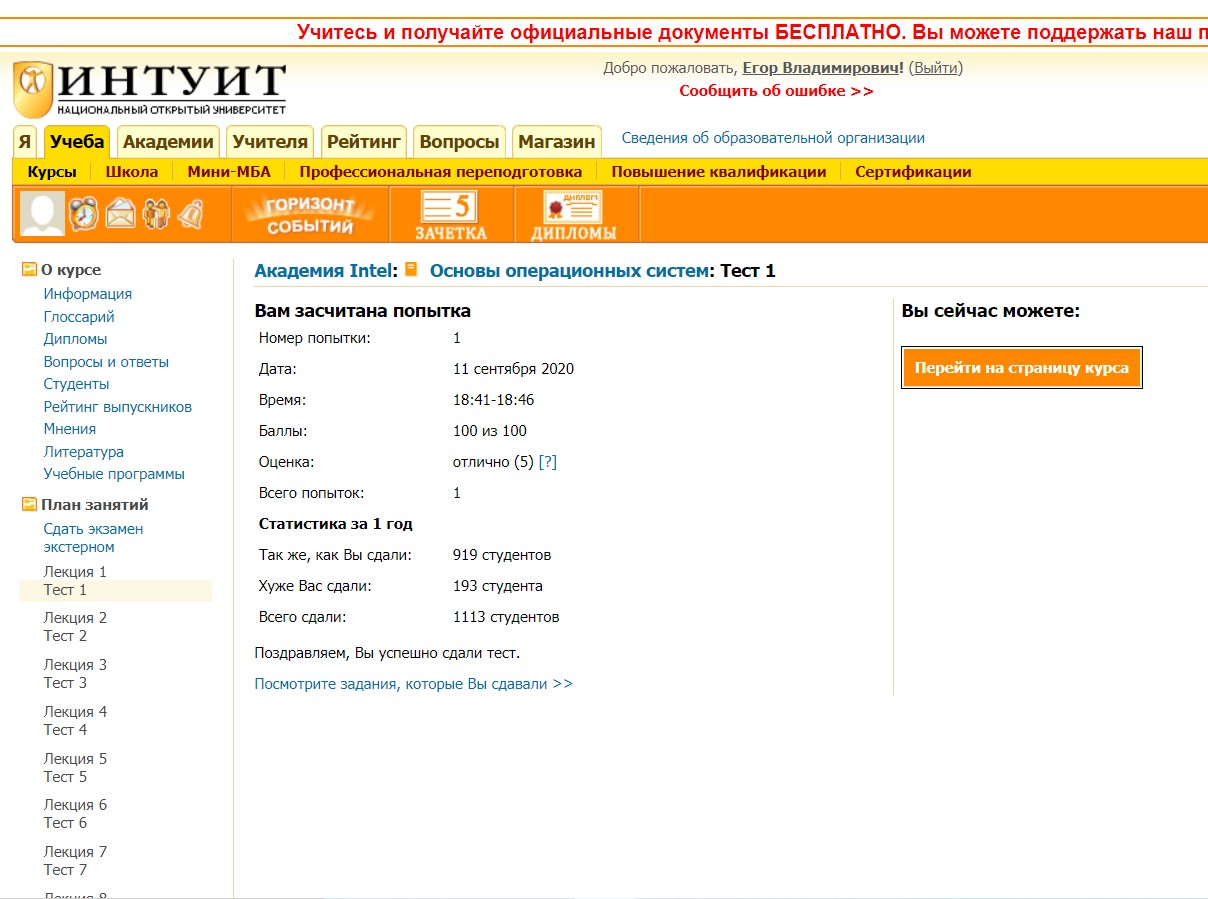 Учитесь и получайте официальные документы БЕСПЛАТНО. Вы можете поддержать наш п
ИНТУИТ
НАЦИОНАЛЬНЫЙ ОТКРЫТЫЙ УНИВЕРСИТЕТ
Добро пожаловать, Егор Владимирович! (Выйти)
Сообщить об ошибке >>
Я Учеба Академии Учителя Рейтинг Вопросы Магазин Сведения об образовательной организации
Курсы Школа Мини-МБА Профессиональная переподготовка Повышение квалификации Сертификации
ГОРИЗОНТ
СОБЫТИЙ
5
ЗАЧЕТКА
ДИПЛОМ
ДИПЛОМЫ
О курсе
Информация
Глоссарий
Дипломы
Вопросы и ответы
Студенты
Рейтинг выпускников
Мнения
Литература
Учебные программы
План занятий
Сдать экзамен
экстерном
Лекция 1
Тест 1
Лекция 2
Тест 2
Лекция 3
Тест 3
Лекция 4
Тест 4
Лекция 5
Тест 5
Лекция 6
Тест 6
Лекция 7
Тест 7
Лекция 8
Академия Intel: Основы операционных систем: Тест 1
Вам засчитана попытка
Номер попытки: 1
Дата: 11 сентября 2020
Время: 18:41-18:46
Баллы: 100 из 100
Оценка: отлично (5) [?]
Всего попыток: 1
Статистика за 1 год
Так же, как Вы сдали: 919 студентов
Хуже Вас сдали: 193 студента
Всего сдали: 1113 студентов
Поздравляем, Вы успешно сдали тест.
Посмотрите задания, которые Вы сдавали >>
Вы сейчас можете:
Перейти на страницу курса